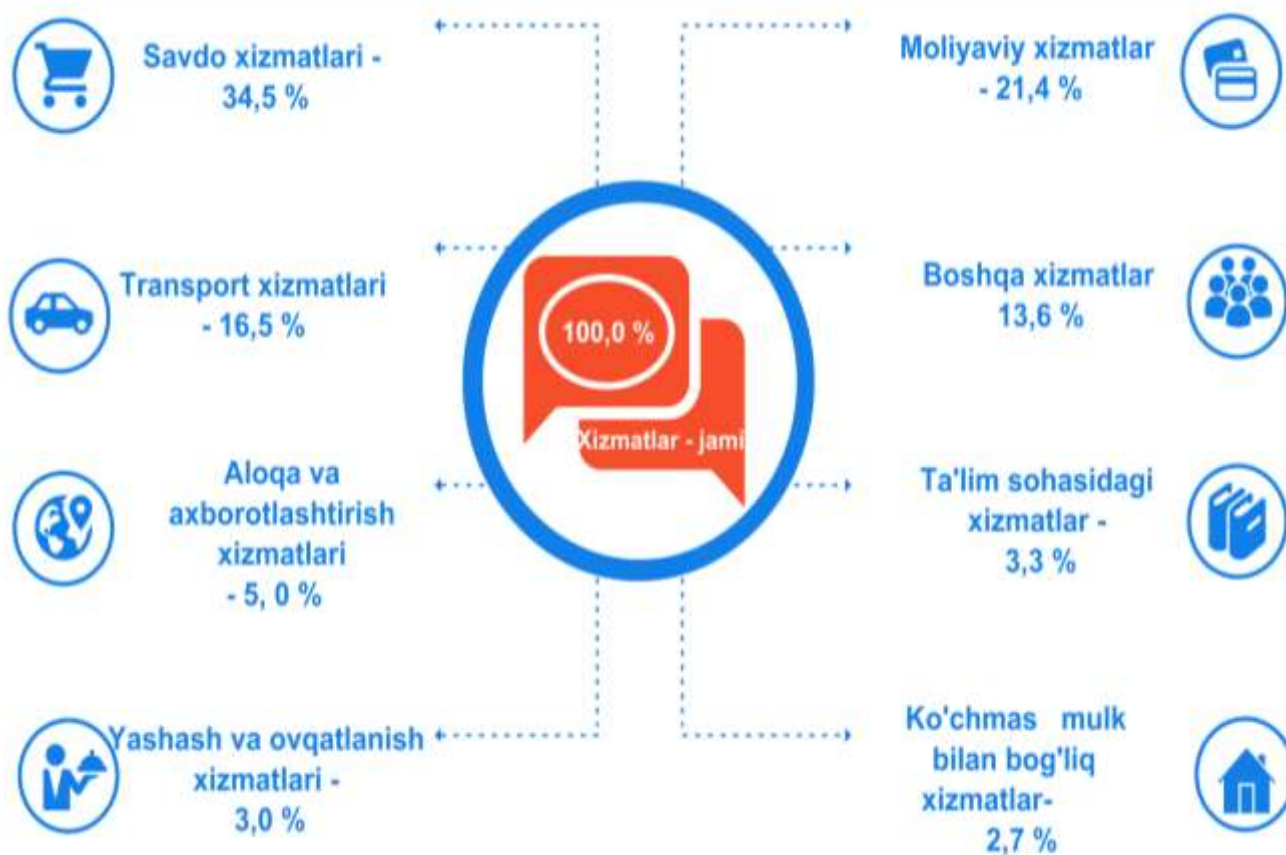 Savdo xizmatlari -
34,5 %
Moliyaviy xizmatlar
- 21,4 %
Transport xizmatlari
- 16,5 %
Boshqa xizmatlar
13,6 %
100,0 %
Xizmatlar - jami
Aloqa va
axborotlashtirish
xizmatlari
- 5, 0 %
Ta'lim sohasidagi
xizmatlar -
3,3 %
Yashash va ovqatlanish
xizmatlari -
3,0 %
Ko'chmas mulk
bilan bog'liq
xizmatlar-
2,7 %